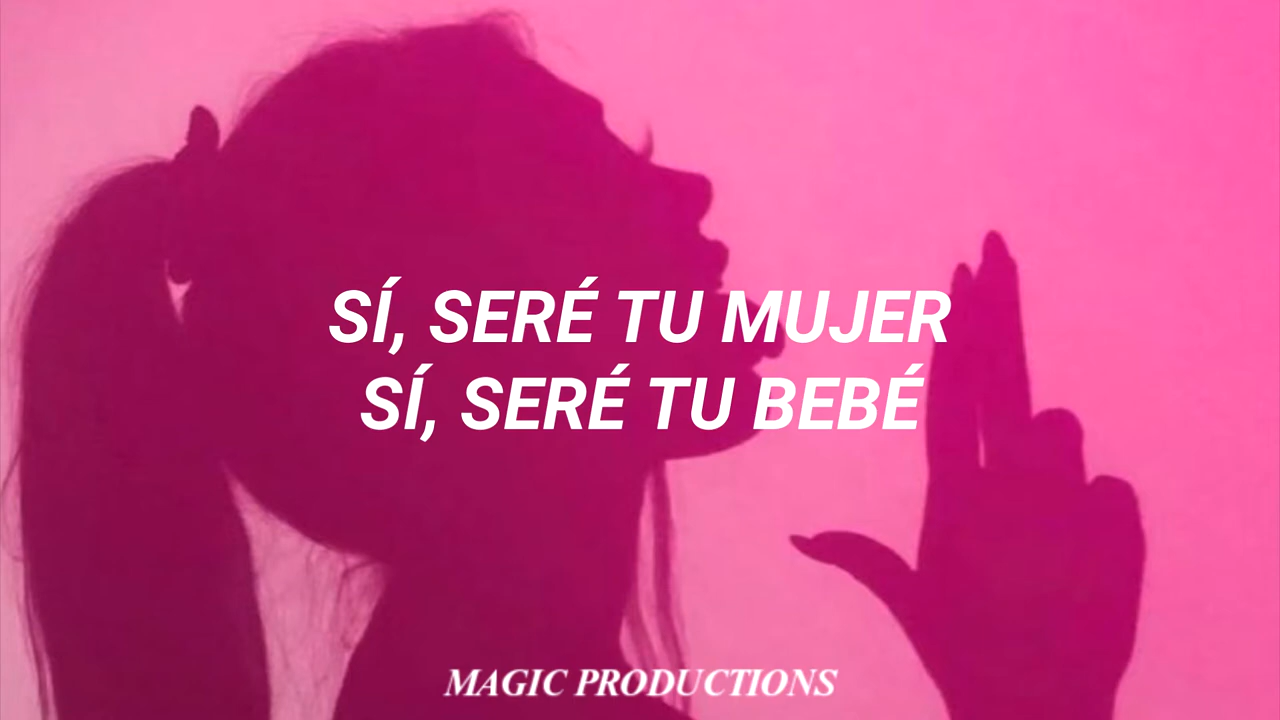 SÍ, SERÉ TU MUJER
SÍ, SERÉ TU BEBÉ
MAGIC PRODUCTIONS